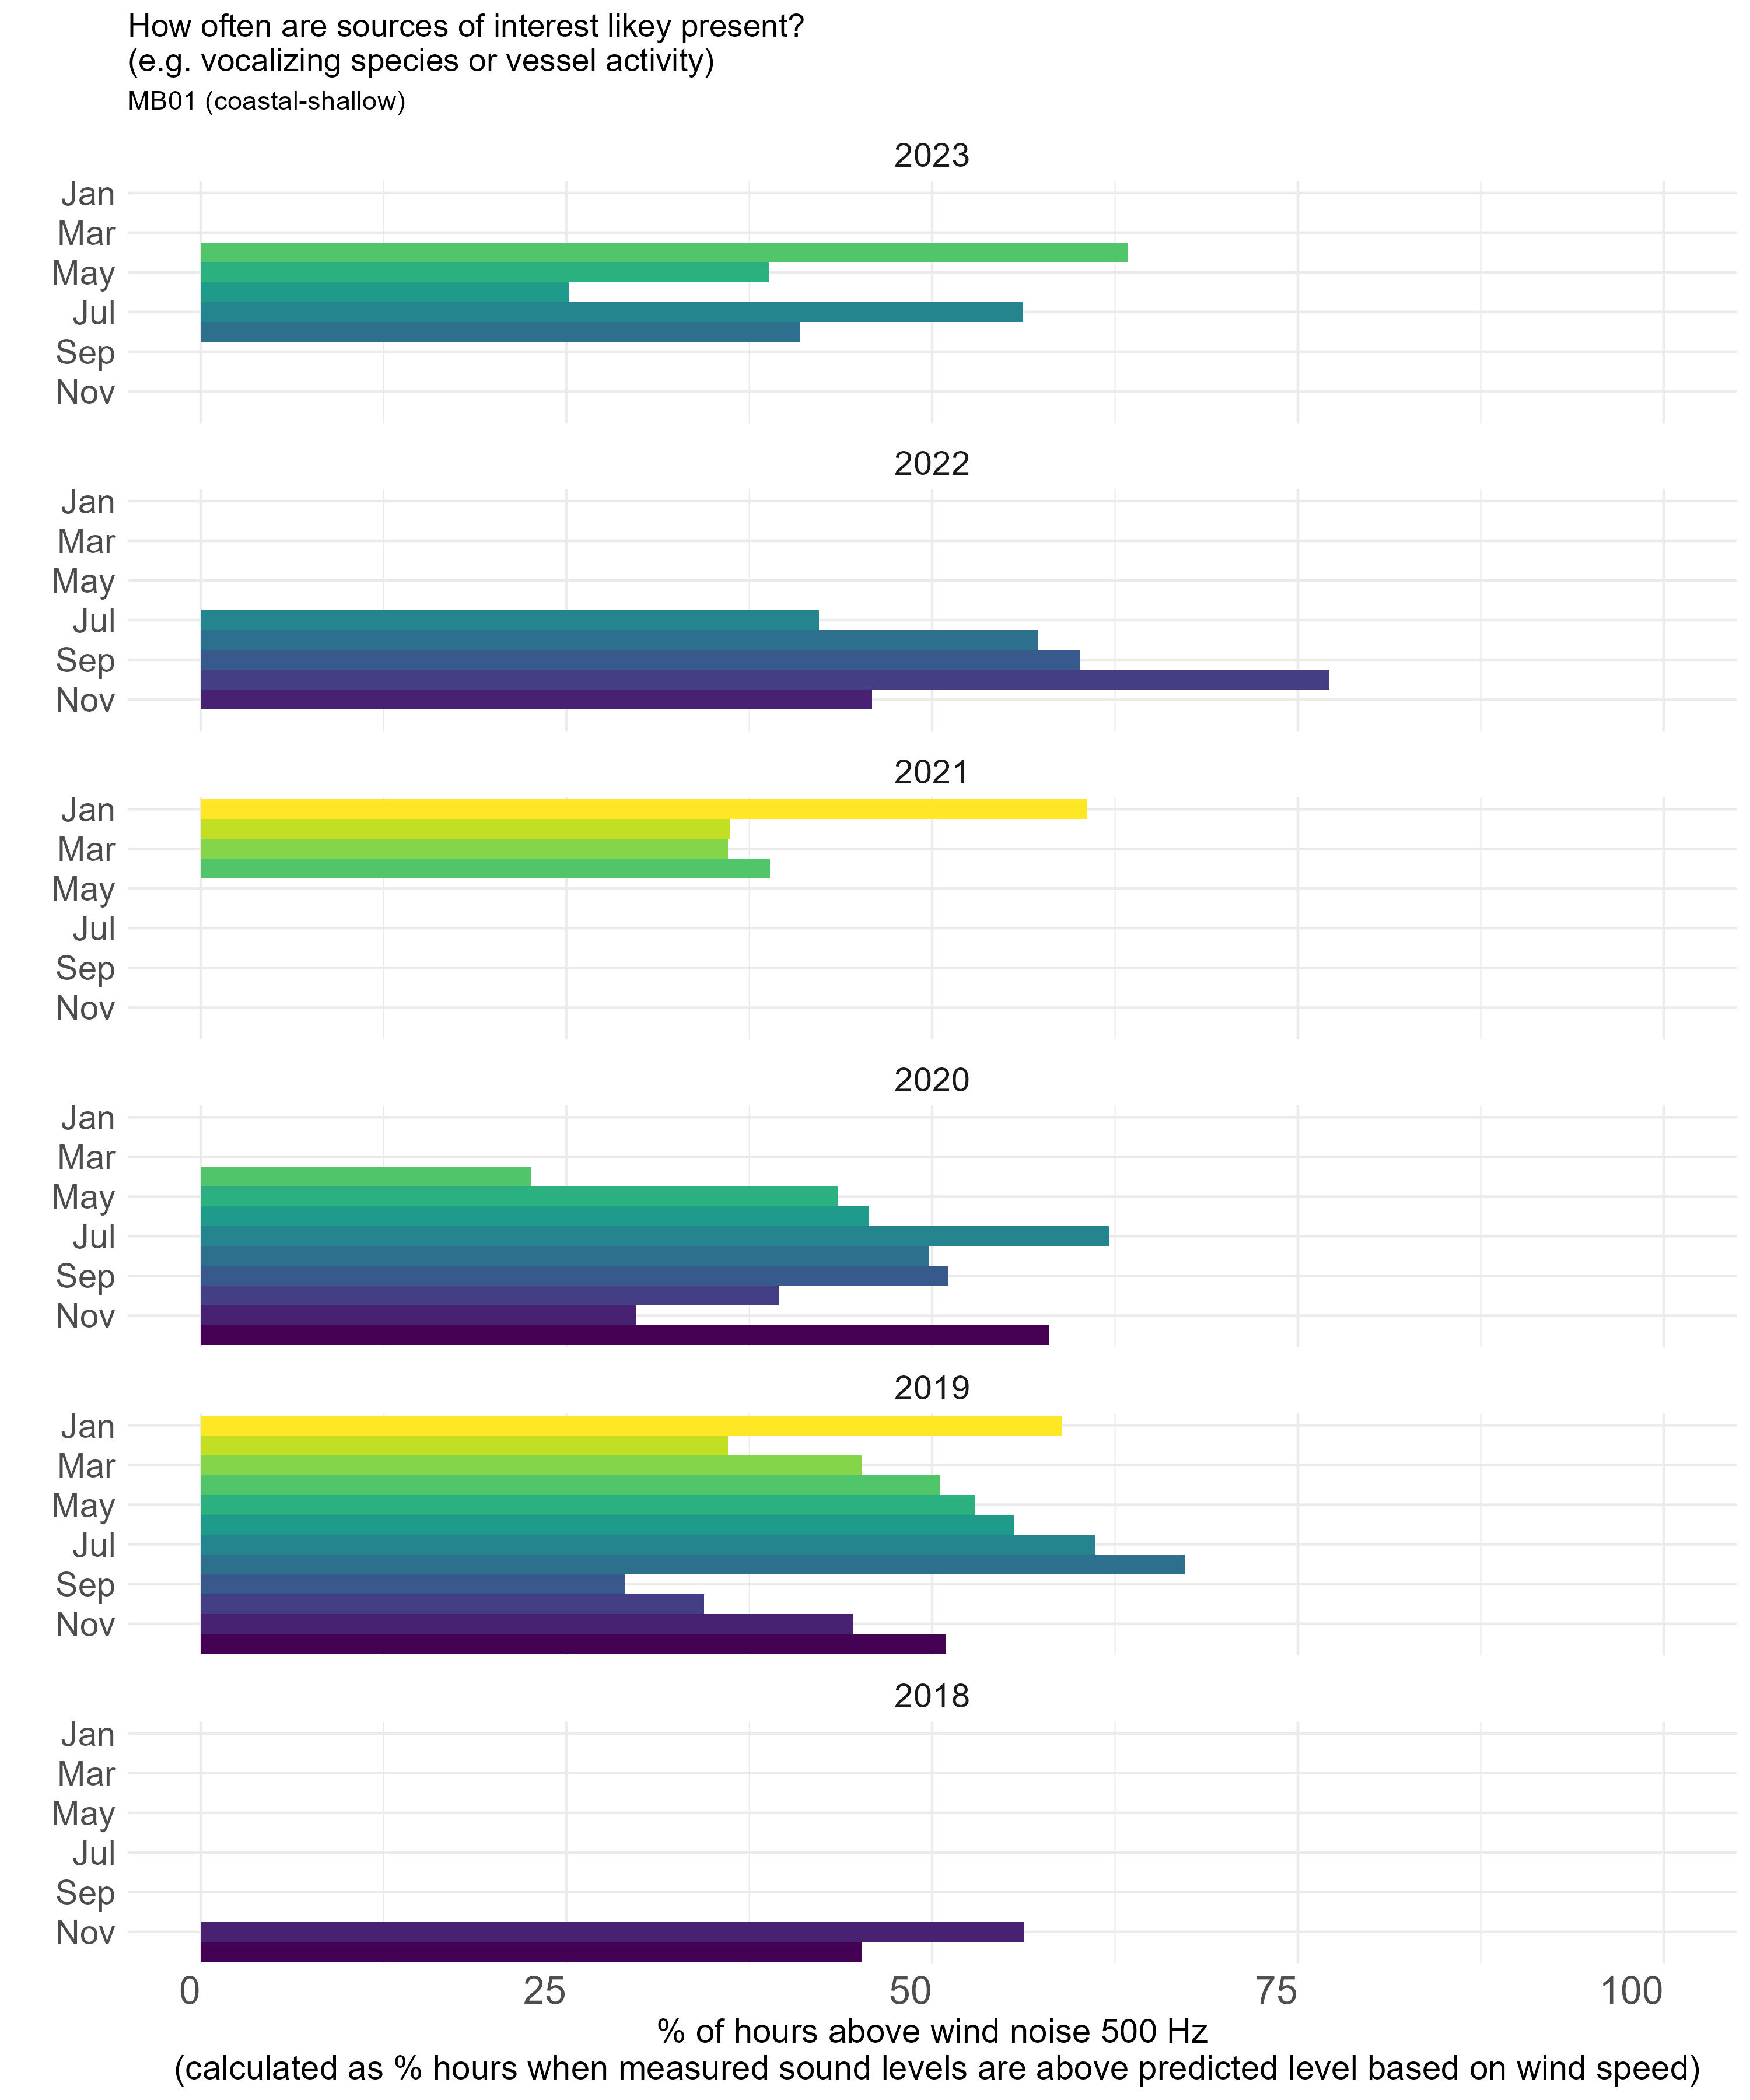 How often are sources of interest likey present?
(e.g. vocalizing species or vessel activity)
MB01 (coastal-shallow)
2023
Jan
Mar
May
Jul
Sep
Nov
2022
Jan
Mar
May
Jul
Sep
Nov
2021
Jan
Mar
May
Jul
Sep
Nov
2020
Jan
Mar
May
Jul
Sep
Nov
2019
Jan
Mar
May
Jul
Sep
Nov
2018
Jan
Mar
May
Jul
Sep
Nov
0 25 50 75 100
% of hours above wind noise 500 Hz
(calculated as % hours when measured sound levels are above predicted level based on wind speed)